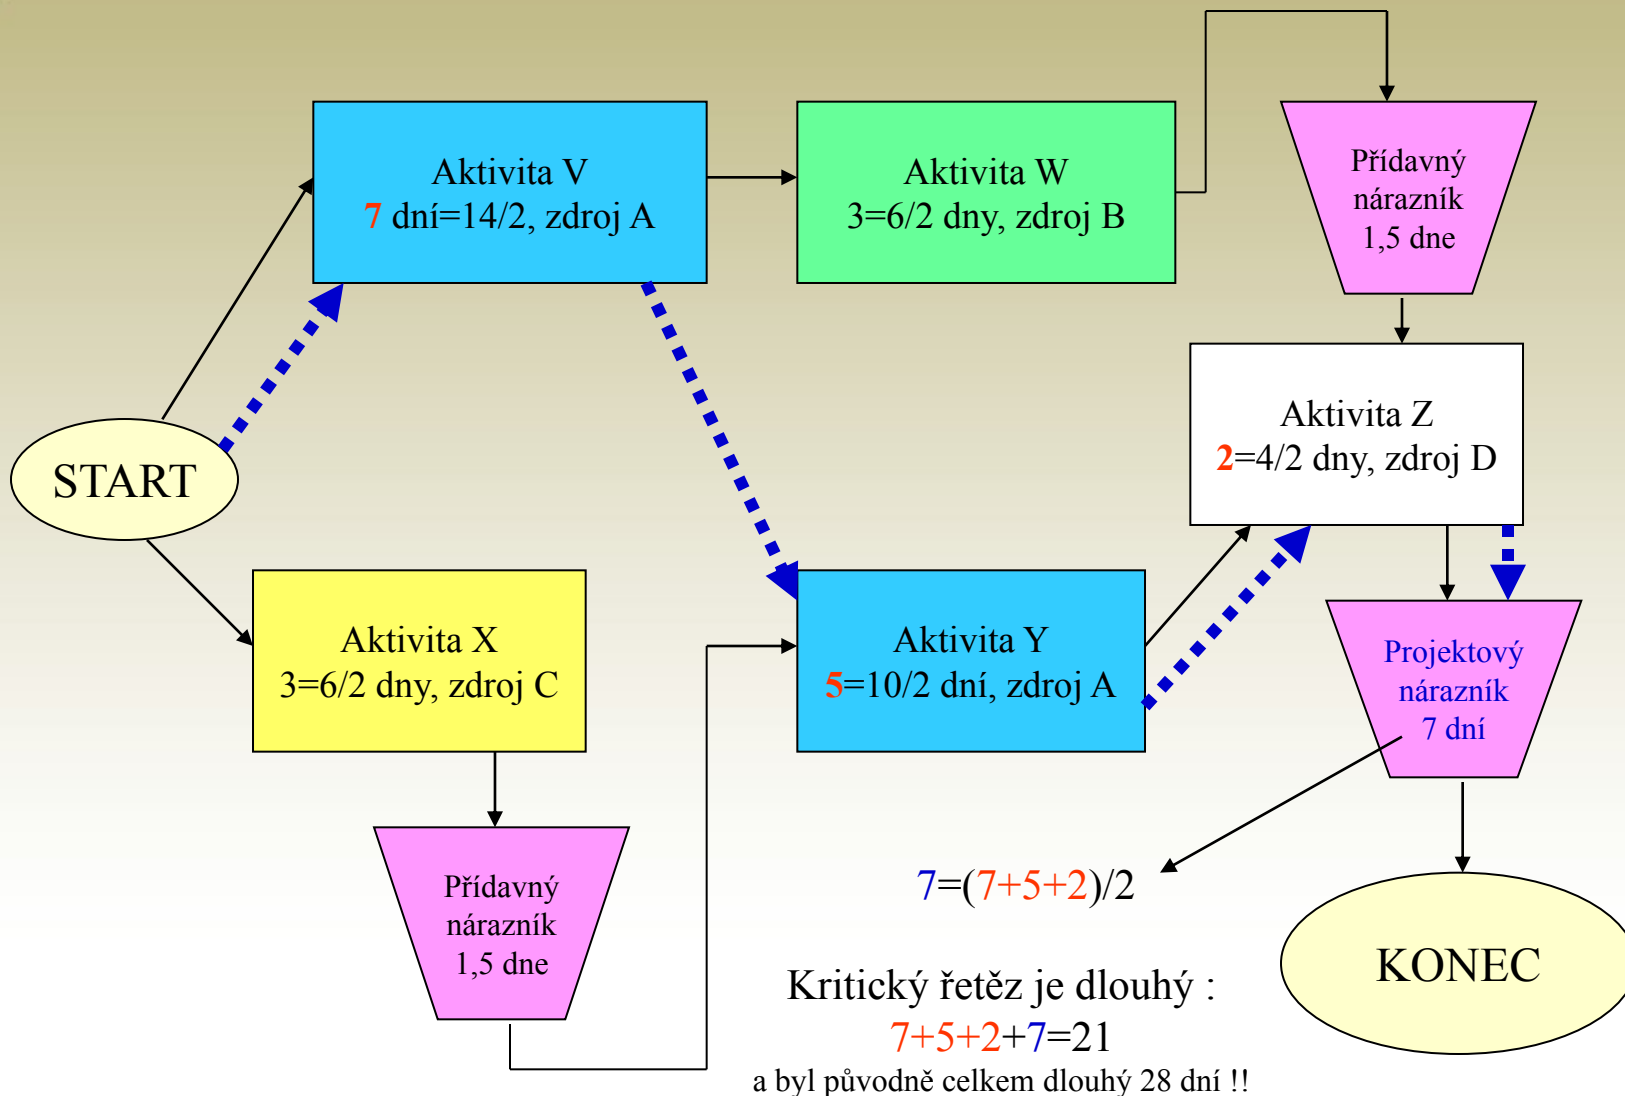 Aktivita V
7 dní=14/2, zdroj A
Aktivita W
3=6/2 dny, zdroj B
Přídavný
nárazník
1,5 dne
START
Aktivita Z
2=4/2 dny, zdroj D
Aktivita X
3=6/2 dny, zdroj C
Aktivita Y
5=10/2 dní, zdroj A
Projektový
nárazník
7 dní
Přídavný
nárazník
1,5 dne
7=(7+5+2)/2
KONEC
Kritický řetěz je dlouhý :
7+5+2+7=21
a byl původně celkem dlouhý 28 dní !!